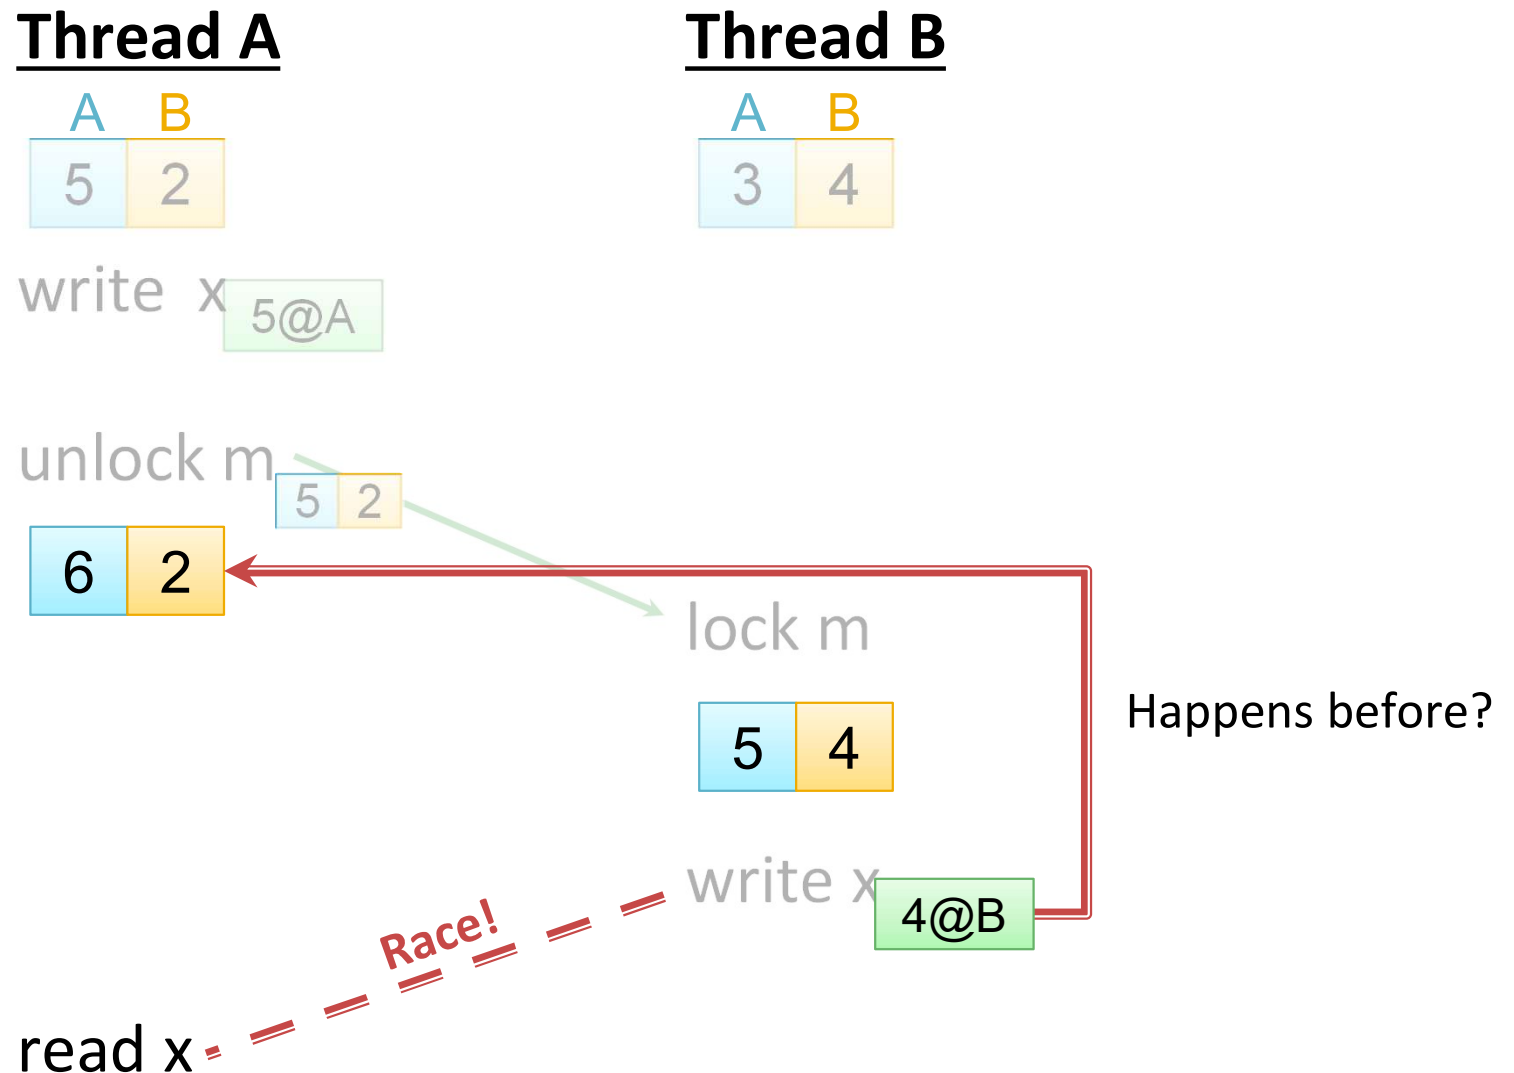 Thread A Thread B
A B A B
5 2 3 4
write x 5@A
unlock m 5 2
6 2
lock m
Happens before?
5 4
write x 4@B
Race!
read x